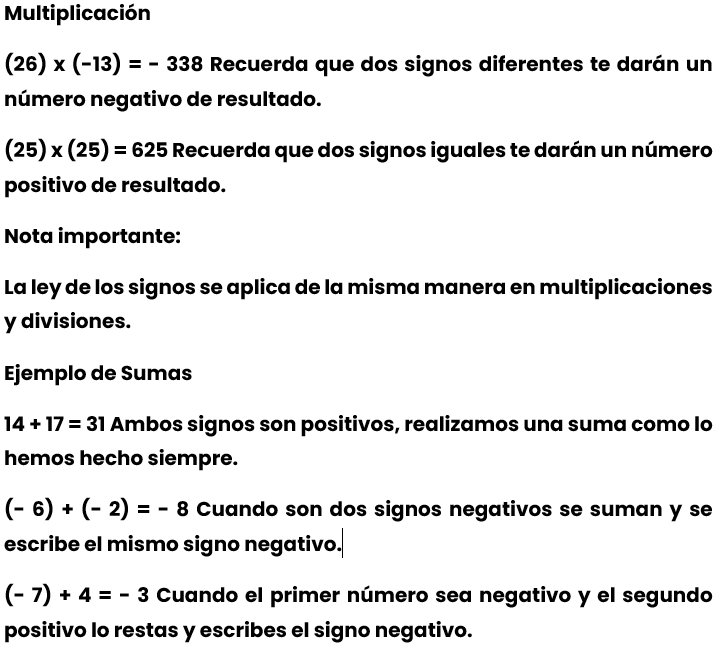 Multiplicación
(26) x (-13) = - 338 Recuerda que dos signos diferentes te darán un
número negativo de resultado.
(25) x (25) = 625 Recuerda que dos signos iguales te darán un número
positivo de resultado.
Nota importante:
La ley de los signos se aplica de la misma manera en multiplicaciones
y divisiones.
Ejemplo de Sumas
14 + 17 = 31 Ambos signos son positivos, realizamos una suma como lo
hemos hecho siempre.
(- 6) + (- 2) = - 8 Cuando son dos signos negativos se suman y se
escribe el mismo signo negativo.
(- 7) + 4 = - 3 Cuando el primer número sea negativo y el segundo
positivo lo restas y escribes el signo negativo.